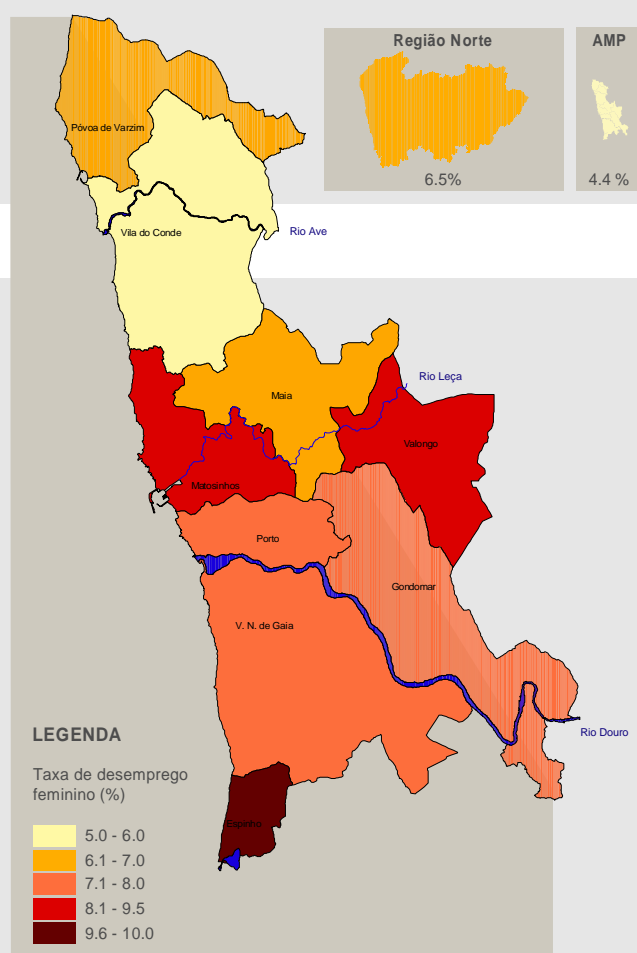 Região Norte
AMP
6.5%
4.4 %
Póvoa de Varzim
Vila do Conde
Rio Ave
Maia
Rio Leça
Valongo
Matosinhos
Porto
Gondomar
V. N. de Gaia
Rio Douro
Espinho
LEGENDA
Taxa de desemprego
feminino (%)
5.0 - 6.0
6.1 - 7.0
7.1 - 8.0
8.1 - 9.5
9.6 - 10.0